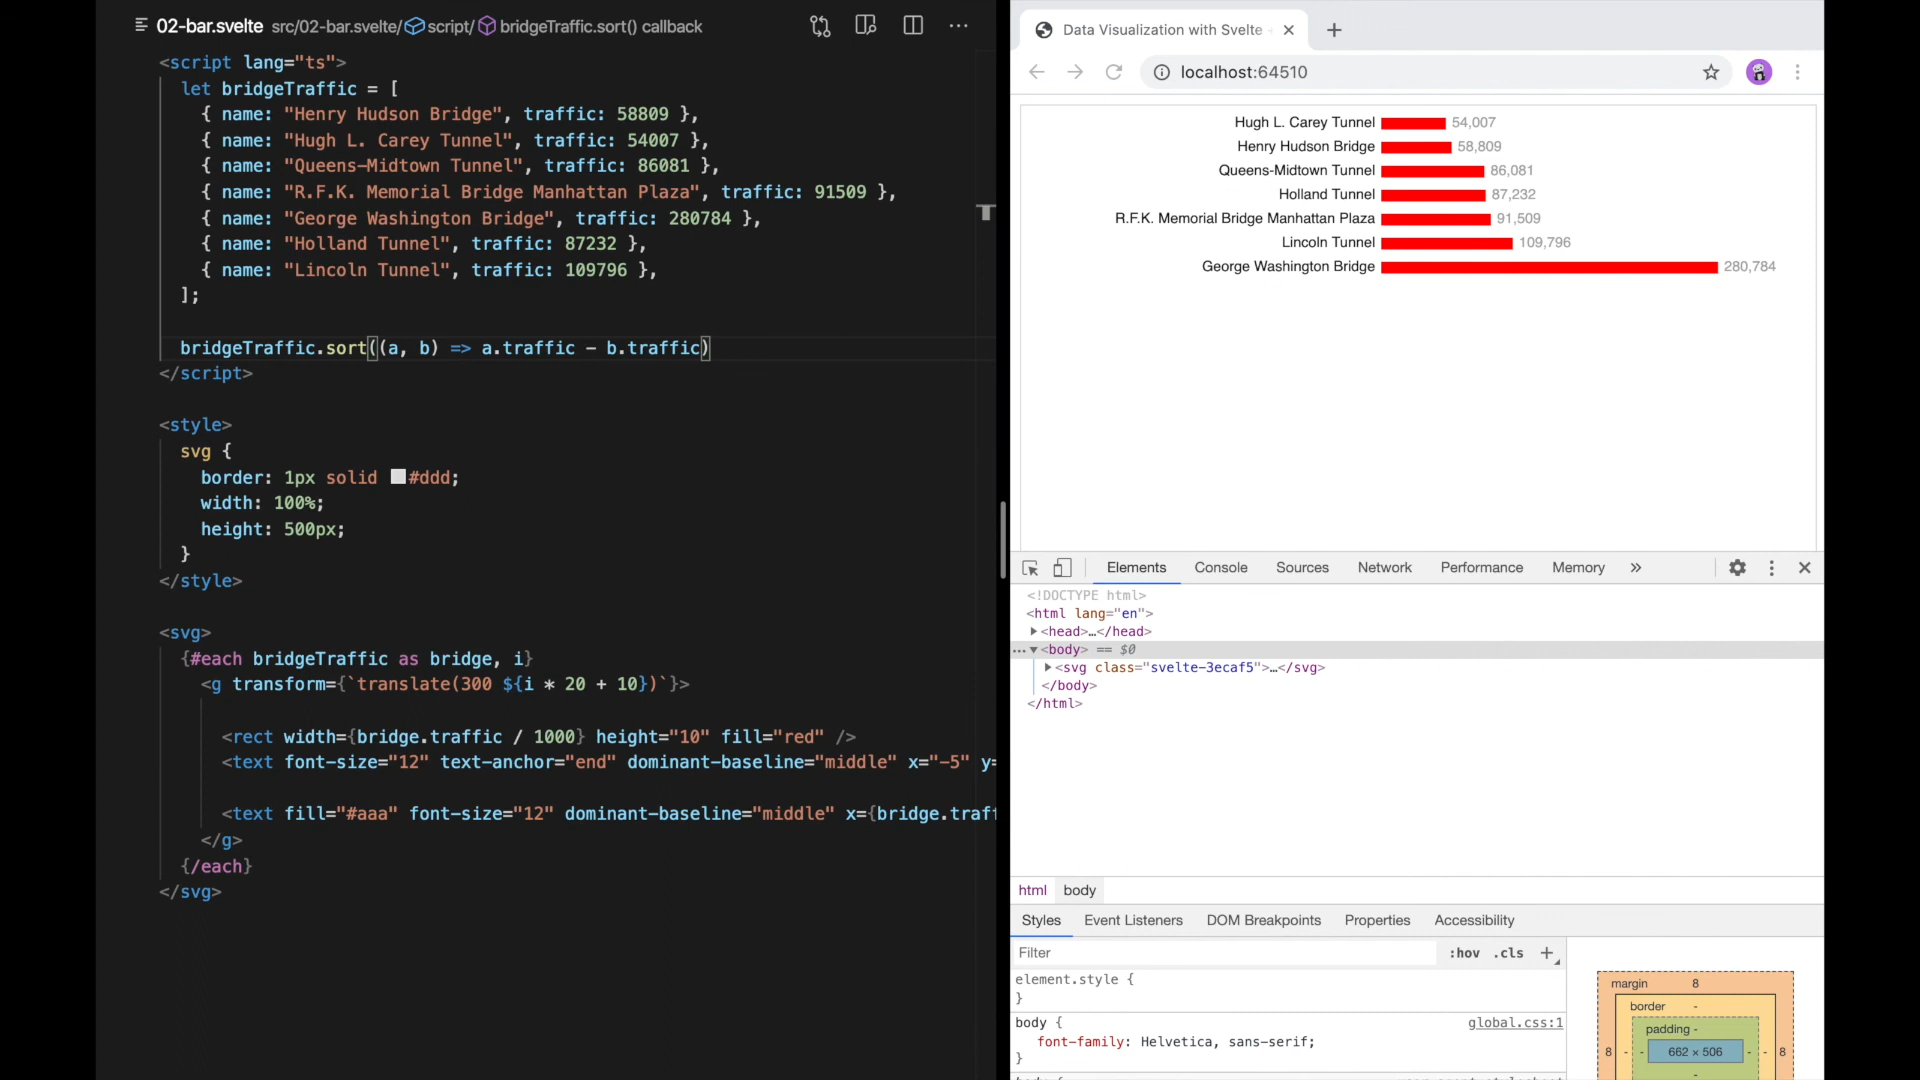 02-bar.svelte src/02-bar.svelte/script/bridgeTraffic.sort() callback
<script lang="ts">
let bridgeTraffic = [
{ name: "Henry Hudson Bridge", traffic: 58809 },
{ name: "Hugh L. Carey Tunnel", traffic: 54007 },
{ name: "Queens-Midtown Tunnel", traffic: 86081 },
{ name: "R.F.K. Memorial Bridge Manhattan Plaza", traffic: 91509 },
{ name: "George Washington Bridge", traffic: 280784 },
{ name: "Holland Tunnel", traffic: 87232 },
{ name: "Lincoln Tunnel", traffic: 109796 },
];
bridgeTraffic.sort((a, b) => a.traffic - b.traffic)
</script>
<style>
svg {
border: 1px solid #ddd;
width: 100%;
height: 500px;
}
</style>
<svg>
{#each bridgeTraffic as bridge, i}
<g transform={`translate(300 ${i * 20 + 10})`}>
<rect width={bridge.traffic / 1000} height="10" fill="red" />
<text font-size="12" text-anchor="end" dominant-baseline="middle" x="-5" y=
<text fill="#aaa" font-size="12" dominant-baseline="middle" x={bridge.traff
</g>
{/each}
</svg>
Data Visualization with Svelte
localhost:64510
Hugh L. Carey Tunnel 54,007
Henry Hudson Bridge 58,809
Queens-Midtown Tunnel 86,081
Holland Tunnel 87,232
R.F.K. Memorial Bridge Manhattan Plaza 91,509
Lincoln Tunnel 109,796
George Washington Bridge 280,784
Elements Console Sources Network Performance Memory »
<!DOCTYPE html>
<html lang="en">
<head>…</head>
<body> == $0
<svg class="svelte-3ecaf5">…</svg>
</body>
</html>
html body
Styles Event Listeners DOM Breakpoints Properties Accessibility
Filter :hov .cls +
element.style {
}
body { global.css:1
font-family: Helvetica, sans-serif;
}
margin 8
border -
padding -
8 - - 662 × 506 - - 8
-